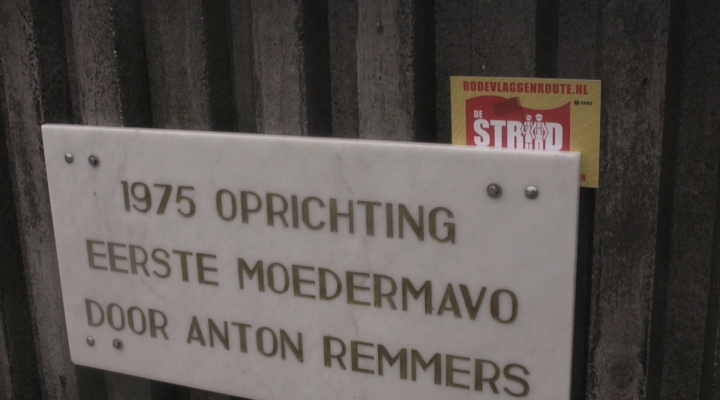 RODEVLAGGENROUTE.NL
DE
STRIJD
1975 OPRICHTING
EERSTE MOEDERMAVO
DOOR ANTON REMMERS